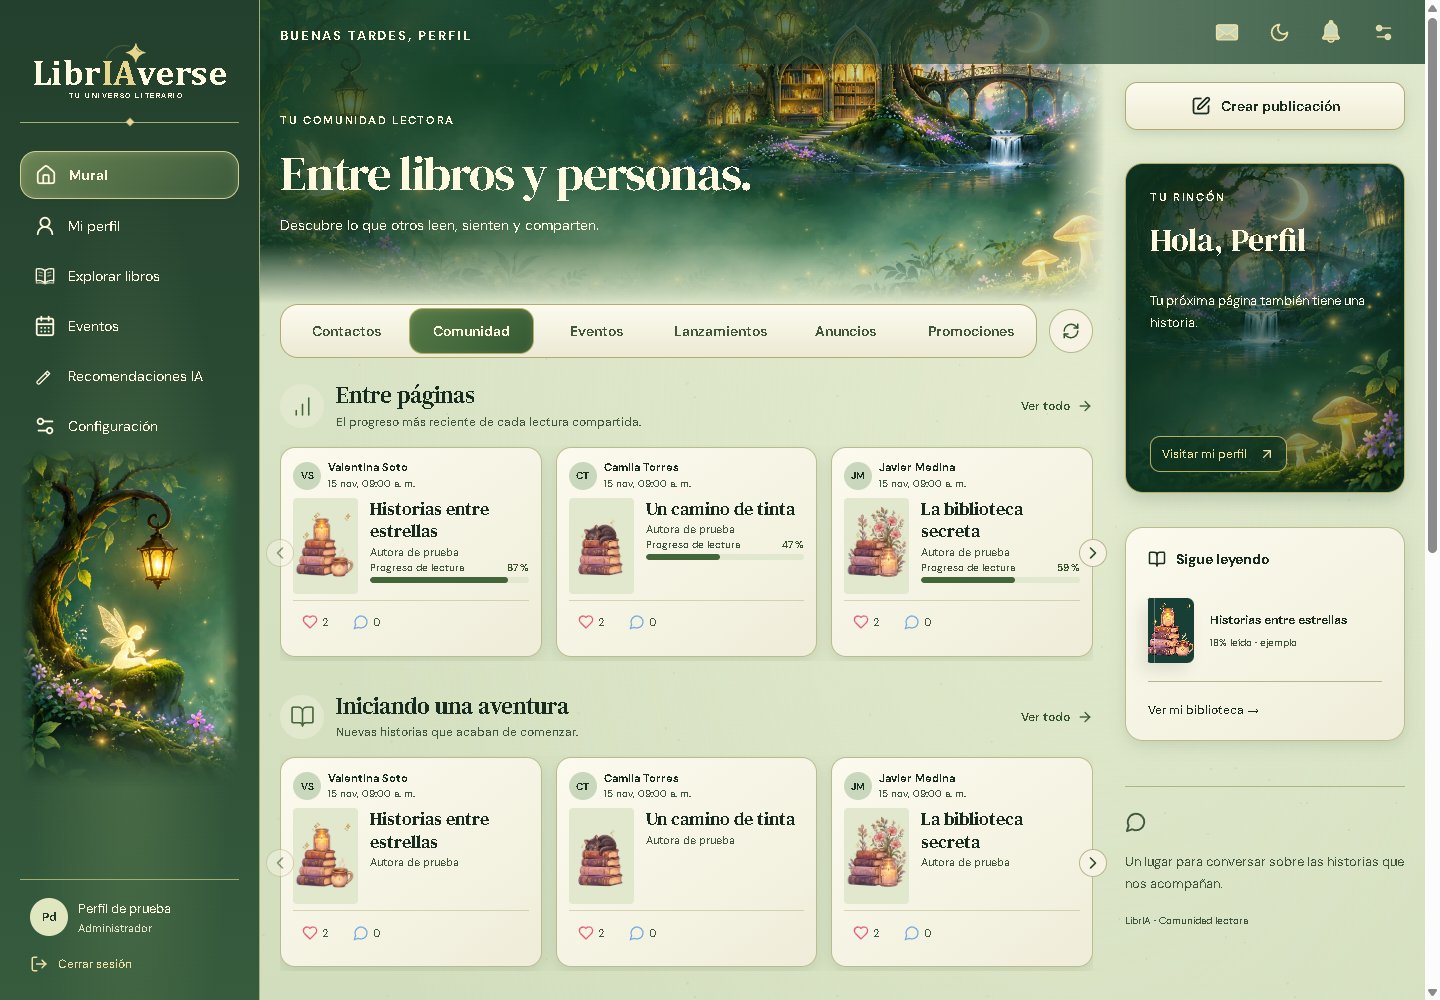 LibrIAverse
TU UNIVERSO LITERARIO
Mural
Mi perfil
Explorar libros
Eventos
Recomendaciones IA
Configuración
Pd
Perfil de prueba
Administrador
Cerrar sesión
BUENAS TARDES, PERFIL
TU COMUNIDAD LECTORA
Entre libros y personas.
Descubre lo que otros leen, sienten y comparten.
Contactos
Comunidad
Eventos
Lanzamientos
Anuncios
Promociones
Entre páginas
El progreso más reciente de cada lectura compartida.
Ver todo →
VS
Valentina Soto
15 nov, 09:00 a. m.
Historias entre
estrellas
Autora de prueba
Progreso de lectura 87%
2 0
CT
Camila Torres
15 nov, 09:00 a. m.
Un camino de tinta
Autora de prueba
Progreso de lectura 47%
2 0
JM
Javier Medina
15 nov, 09:00 a. m.
La biblioteca
secreta
Autora de prueba
Progreso de lectura 59%
2 0
Iniciando una aventura
Nuevas historias que acaban de comenzar.
Ver todo →
VS
Valentina Soto
15 nov, 09:00 a. m.
Historias entre
estrellas
Autora de prueba
2 0
CT
Camila Torres
15 nov, 09:00 a. m.
Un camino de tinta
Autora de prueba
2 0
JM
Javier Medina
15 nov, 09:00 a. m.
La biblioteca
secreta
Autora de prueba
2 0
Crear publicación
TU RINCÓN
Hola, Perfil
Tu próxima página también tiene una
historia.
Visitar mi perfil
Sigue leyendo
Historias entre estrellas
18% leído · ejemplo
Ver mi biblioteca →
Un lugar para conversar sobre las historias que
nos acompañan.
LibrIA · Comunidad lectora